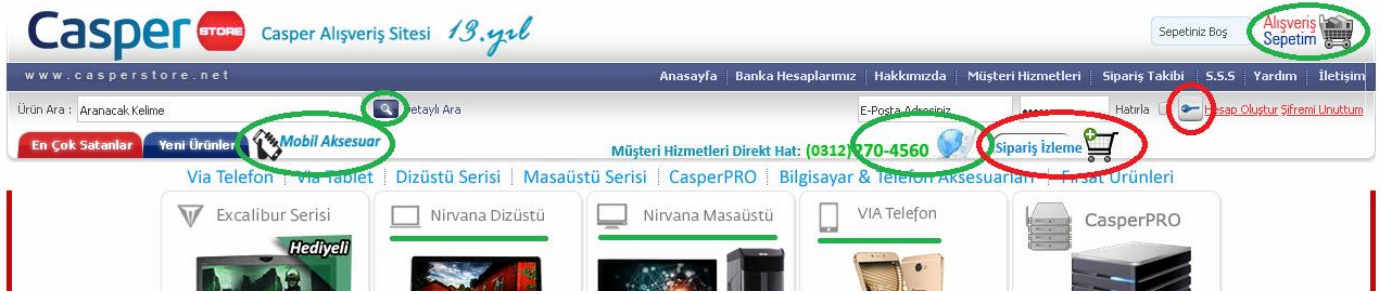 Casper STORE Casper Alışveriş Sitesi 13.yıl
Sepetiniz Boş Alışveriş Sepetim
www.casperstore.net Anasayfa Banka Hesaplarımız Hakkımızda Müşteri Hizmetleri Sipariş Takibi S.S.S Yardım İletişim
Ürün Ara : Aranacak Kelime Detaylı Ara E-Posta Adresiniz Hatırla Hesap Oluştur Şifremi Unuttum
En Çok Satanlar Yeni Ürünler Mobil Aksesuar Müşteri Hizmetleri Direkt Hat: (0312)270-4560 Sipariş İzleme
Via Telefon Via Tablet Dizüstü Serisi Masaüstü Serisi CasperPRO Bilgisayar & Telefon Aksesuarları Fırsat Ürünleri
Excalibur Serisi Nirvana Dizüstü Nirvana Masaüstü VIA Telefon CasperPRO
Hediyeli